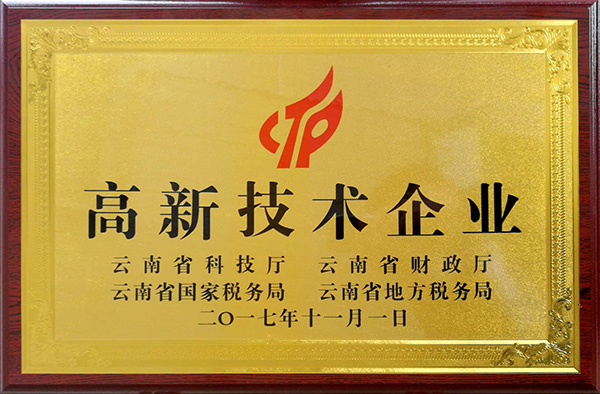 CTP
高新技术企业
云南省科技厅 云南省财政厅
云南省国家税务局 云南省地方税务局
二〇一七年十一月一日